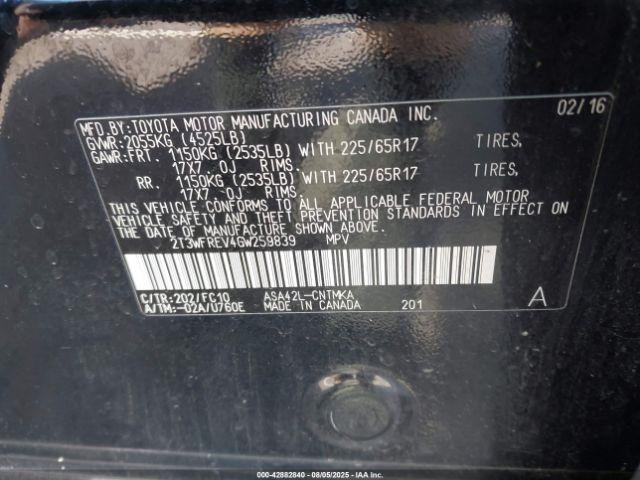 MFD.BY:TOYOTA MOTOR MANUFACTURING CANADA INC. 02/16
GVWR:2055KG (4525LB)
GAWR:FRT. 1150KG (2535LB) WITH 225/65R17 TIRES,
17X7.0J RIMS
RR. 1150KG (2535LB) WITH 225/65R17 TIRES,
17X7.0J RIMS
THIS VEHICLE CONFORMS TO ALL APPLICABLE FEDERAL MOTOR
VEHICLE SAFETY AND THEFT PREVENTION STANDARDS IN EFFECT ON
THE DATE OF MANUFACTURE SHOWN ABOVE.
2T3WFREV4GW259839 MPV
C/TR:202/FC10 ASA42L-CNTMKA
A/TM:-02A/U760E MADE IN CANADA 201 A
000-42882840 - 08/05/2025 - IAA Inc.